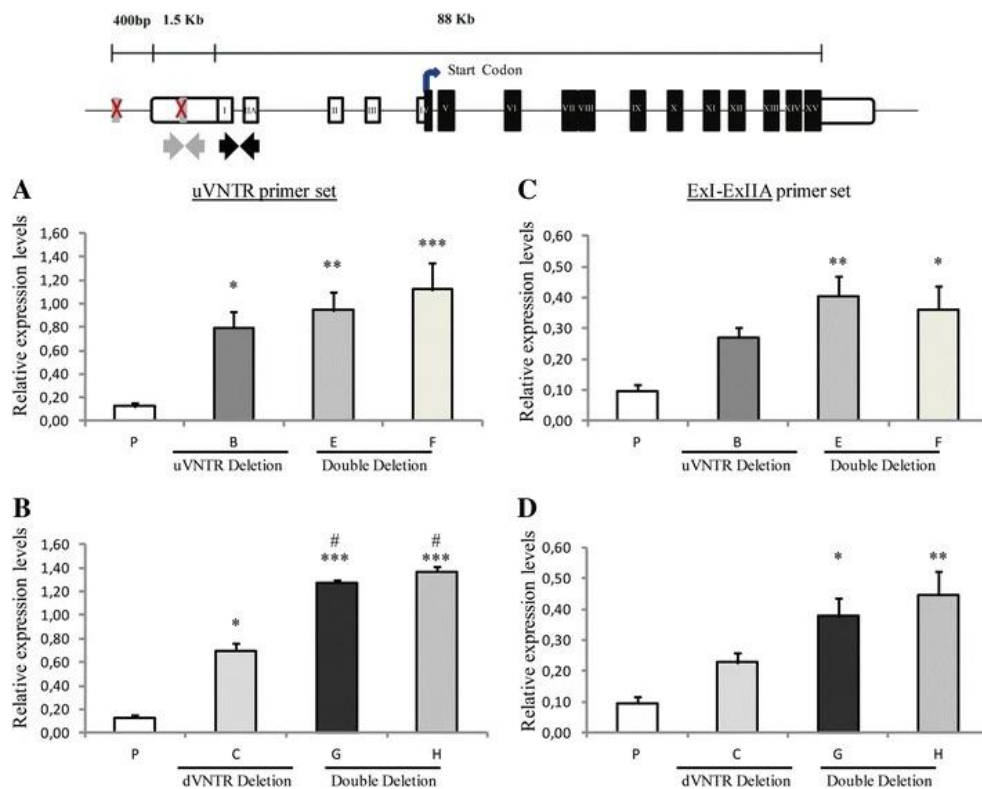 400bp 1.5 Kb 88 Kb
Start Codon
I IIA II III IV V VI VII VIII IX X XI XII XIII XIV XV
A uVNTR primer set
Relative expression levels
1,60
1,40
1,20
1,00
0,80
0,60
0,40
0,20
0,00
* ** ***
P B E F
uVNTR Deletion Double Deletion
C ExI-ExIIA primer set
Relative expression levels
0,60
0,50
0,40
0,30
0,20
0,10
0,00
** *
P B E F
uVNTR Deletion Double Deletion
B
Relative expression levels
1,60
1,40
1,20
1,00
0,80
0,60
0,40
0,20
0,00
# #
* *** ***
P C G H
dVNTR Deletion Double Deletion
D
Relative expression levels
0,60
0,50
0,40
0,30
0,20
0,10
0,00
* **
P C G H
dVNTR Deletion Double Deletion